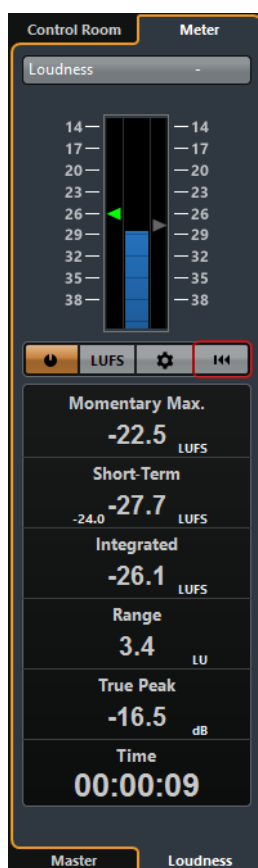 Control Room Meter
Loudness -
14 14
17 17
20 20
23 23
26 26
29 29
32 32
35 35
38 38
LUFS
Momentary Max.
-22.5 LUFS
Short-Term
-24.0 -27.7 LUFS
Integrated
-26.1 LUFS
Range
3.4 LU
True Peak
-16.5 dB
Time
00:00:09
Master Loudness